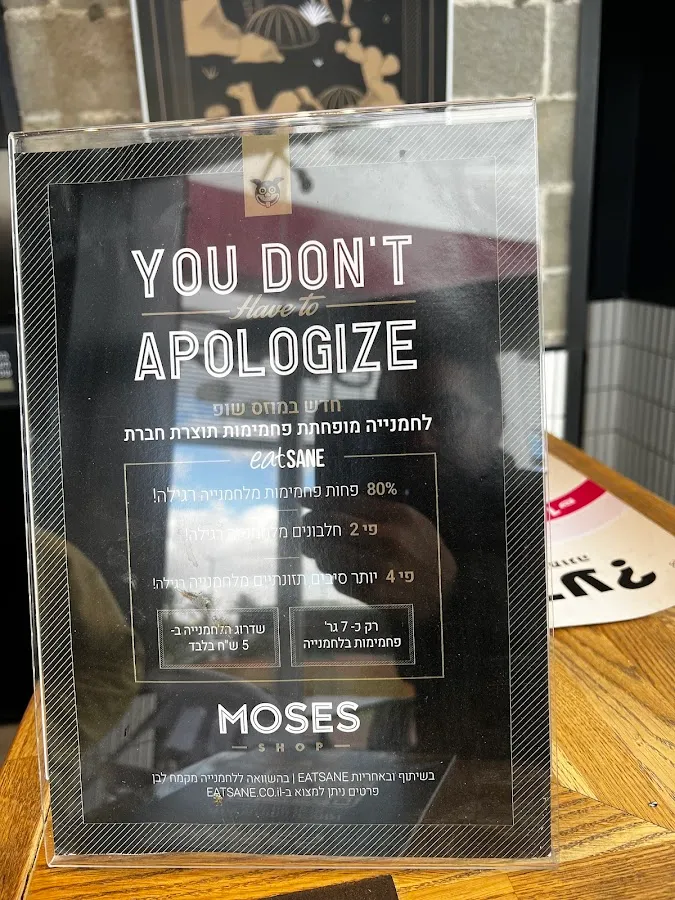 YOU DON'T
Have to
APOLOGIZE
חדש במוזס שופ
לחמנייה מופחתת פחמימות תוצרת חברת
eatSANE
80% פחות פחמימות מלחמנייה רגילה!
פי 2 חלבונים מלחמנייה רגילה!
פי 4 יותר סיבים תזונתיים מלחמנייה רגילה!
רק כ- 7 גר'
פחמימות בלחמנייה
שדרוג הלחמנייה ב-
5 ש"ח בלבד
MOSES
SHOP
בשיתוף ובאחריות EATSANE | בהשוואה ללחמנייה מקמח לבן
פרטים ניתן למצוא ב-EATSANE.CO.il